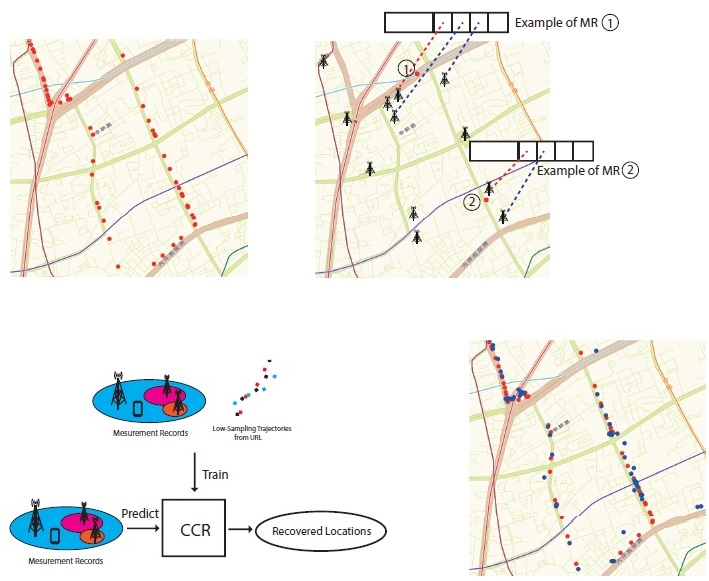 Example of MR ①
①
Example of MR ②
②
Mesurement Records
Low-Sampling Trajectories
from URL
Train
Predict
CCR
Recovered Locations
Mesurement Records